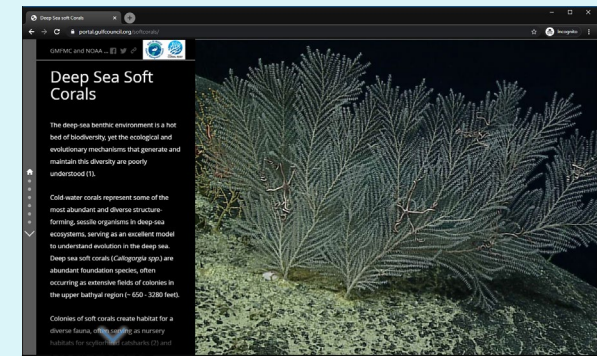 Deep Sea Soft Corals
portal.gulfcouncil.org/softcorals/
Incognito
GMFMC and NOAA ...
Deep Sea Soft
Corals
The deep-sea benthic environment is a hot
bed of biodiversity, yet the ecological and
evolutionary mechanisms that generate and
maintain this diversity are poorly
understood (1).
Cold-water corals represent some of the
most abundant and diverse structure-
forming, sessile organisms in deep-sea
ecosystems, serving as an excellent model
to understand evolution in the deep sea.
Deep sea soft corals (Callogorgia spp.) are
abundant foundation species, often
occurring as extensive fields of colonies in
the upper bathyal region (~ 650 - 3280 feet).
Colonies of soft corals create habitat for a
diverse fauna, often serving as nursery
habitats for scyliorhinid catsharks (2) and